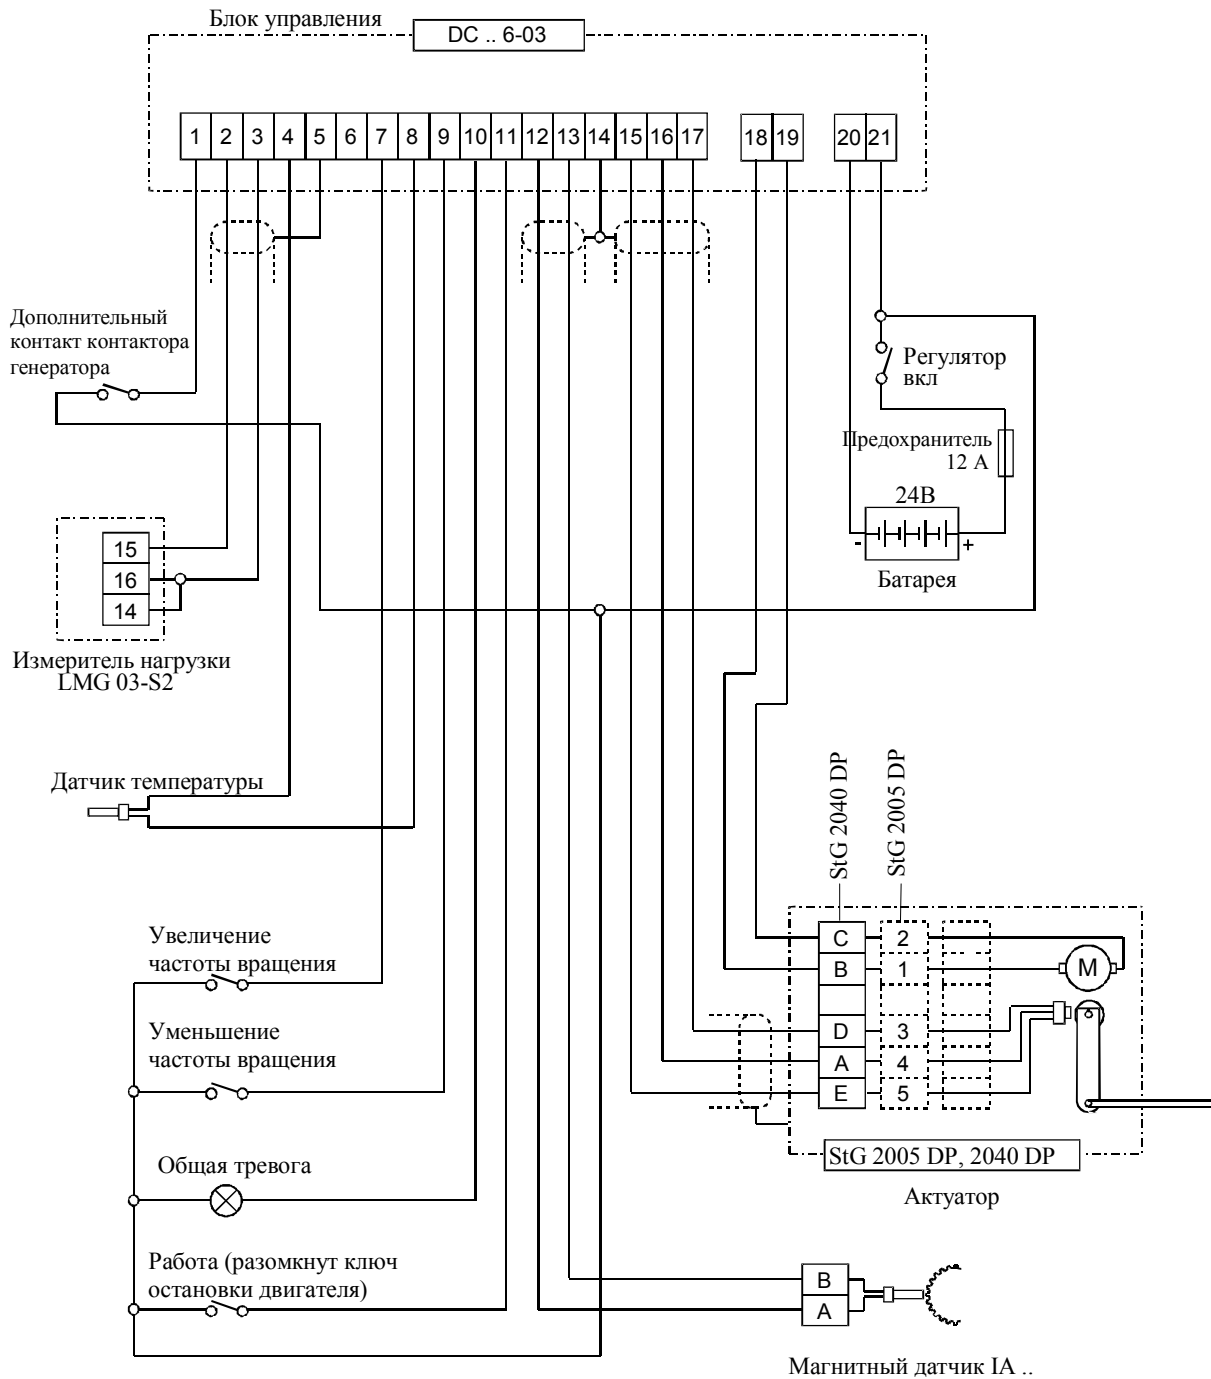 Блок управления
DC .. 6-03
1 2 3 4 5 6 7 8 9 10 11 12 13 14 15 16 17 18 19 20 21
Дополнительный
контакт контактора
генератора
Регулятор
вкл
Предохранитель
12 А
24В
- +
Батарея
15
16
14
Измеритель нагрузки
LMG 03-S2
Датчик температуры
StG 2040 DP
StG 2005 DP
C 2
B 1
M
D 3
A 4
E 5
StG 2005 DP, 2040 DP
Актуатор
Увеличение
частоты вращения
Уменьшение
частоты вращения
Общая тревога
Работа (разомкнут ключ
остановки двигателя)
B
A
Магнитный датчик IA ..